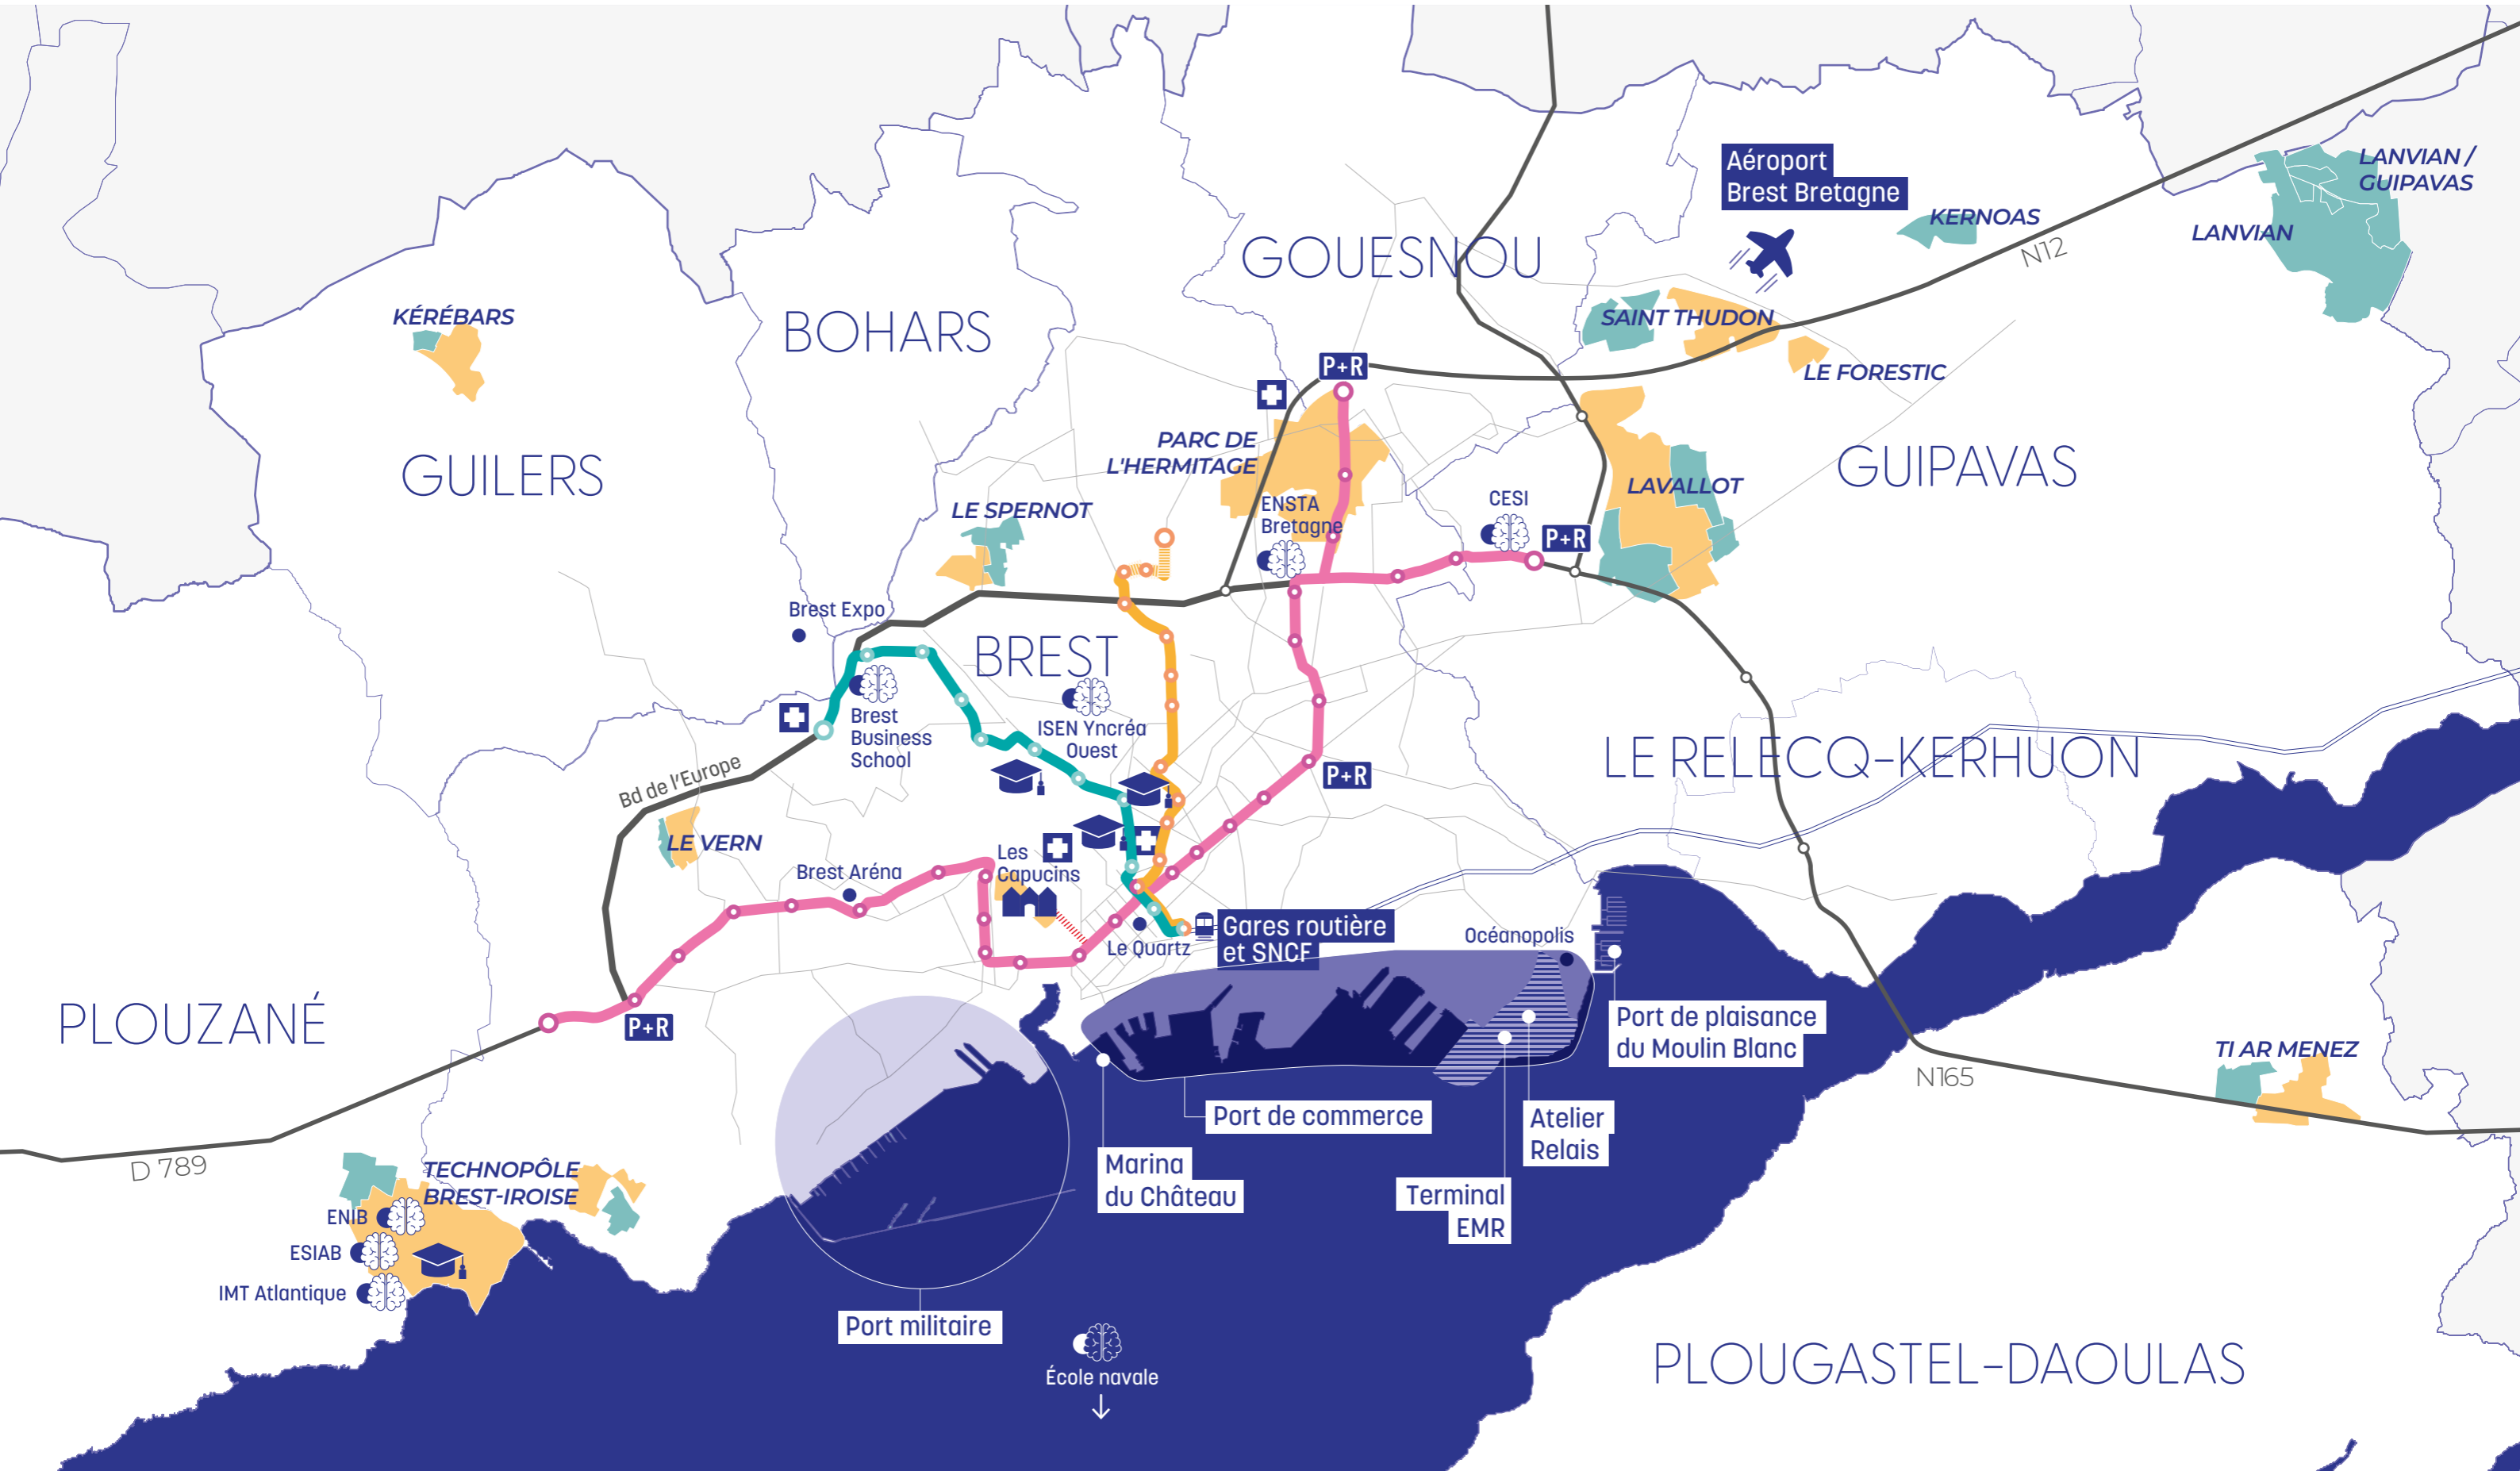 Aéroport
Brest Bretagne
LANVIAN /
GUIPAVAS
KERNOAS
LANVIAN
N12
GOUESNOU
KÉRÉBARS
BOHARS
SAINT THUDON
LE FORESTIC
P+R
PARC DE
L'HERMITAGE
GUILERS
GUIPAVAS
LAVALLOT
LE SPERNOT
ENSTA
Bretagne
CESI
P+R
Brest Expo
BREST
Brest
Business
School
ISEN Yncréa
Ouest
LE RELECQ-KERHUON
Bd de l'Europe
P+R
LE VERN
Brest Aréna
Les
Capucins
Le Quartz
Gares routière
et SNCF
Océanopolis
PLOUZANÉ
P+R
Port de plaisance
du Moulin Blanc
TI AR MENEZ
N165
Port de commerce
Atelier
Relais
D 789
TECHNOPÔLE
BREST-IROISE
Marina
du Château
Terminal
EMR
ENIB
ESIAB
IMT Atlantique
Port militaire
École navale
PLOUGASTEL-DAOULAS